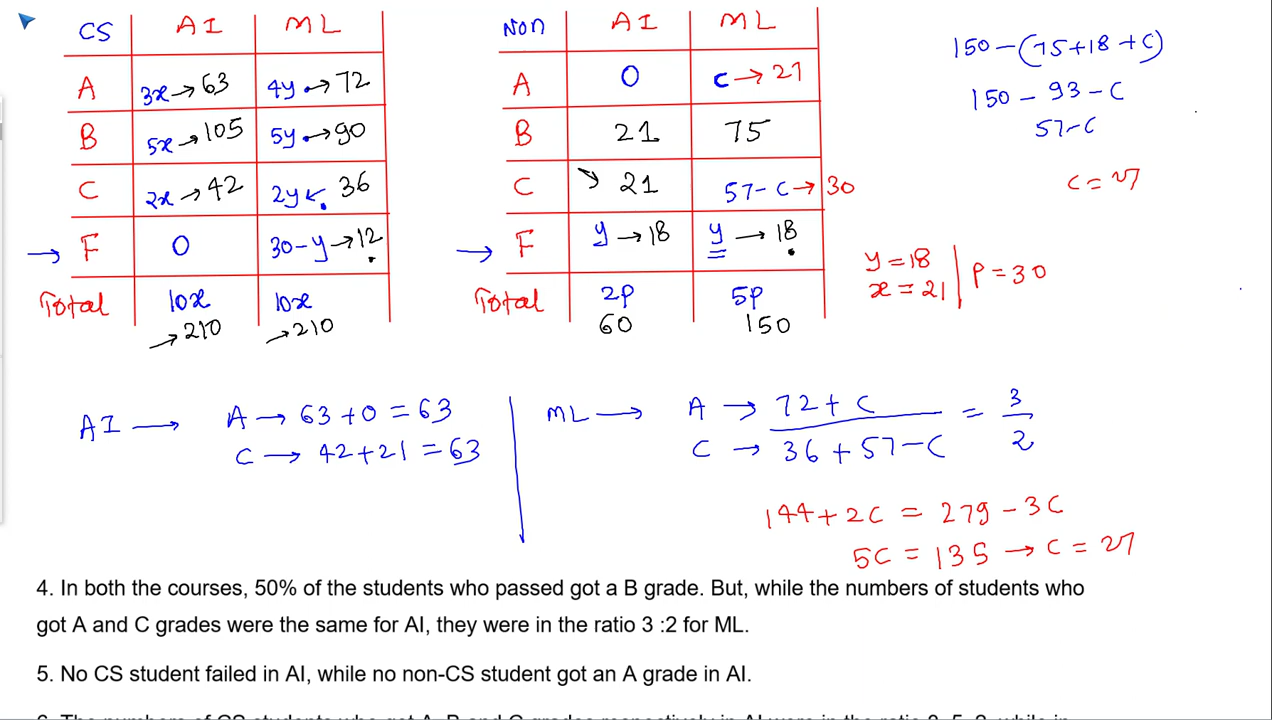 CS AI ML
A 3x → 63 4y → 72
B 5x → 105 5y → 90
C 2x → 42 2y ← 36
→ F 0 30 - y → 12
Total 10x 10x
→ 210 → 210
Non AI ML
A 0 c → 27
B 21 75
C → 21 57 - c → 30
→ F y → 18 y → 18
Total 2P 5P
60 150
150 - (75 + 18 + c)
150 - 93 - c
57 - c
c = 27
y = 18
x = 21
P = 30
AI → A → 63 + 0 = 63
C → 42 + 21 = 63
ML → A → 72 + c = 3
C → 36 + 57 - c 2
144 + 2c = 279 - 3c
5c = 135 → c = 27
4. In both the courses, 50% of the students who passed got a B grade. But, while the numbers of students who
got A and C grades were the same for AI, they were in the ratio 3 :2 for ML.
5. No CS student failed in AI, while no non-CS student got an A grade in AI.